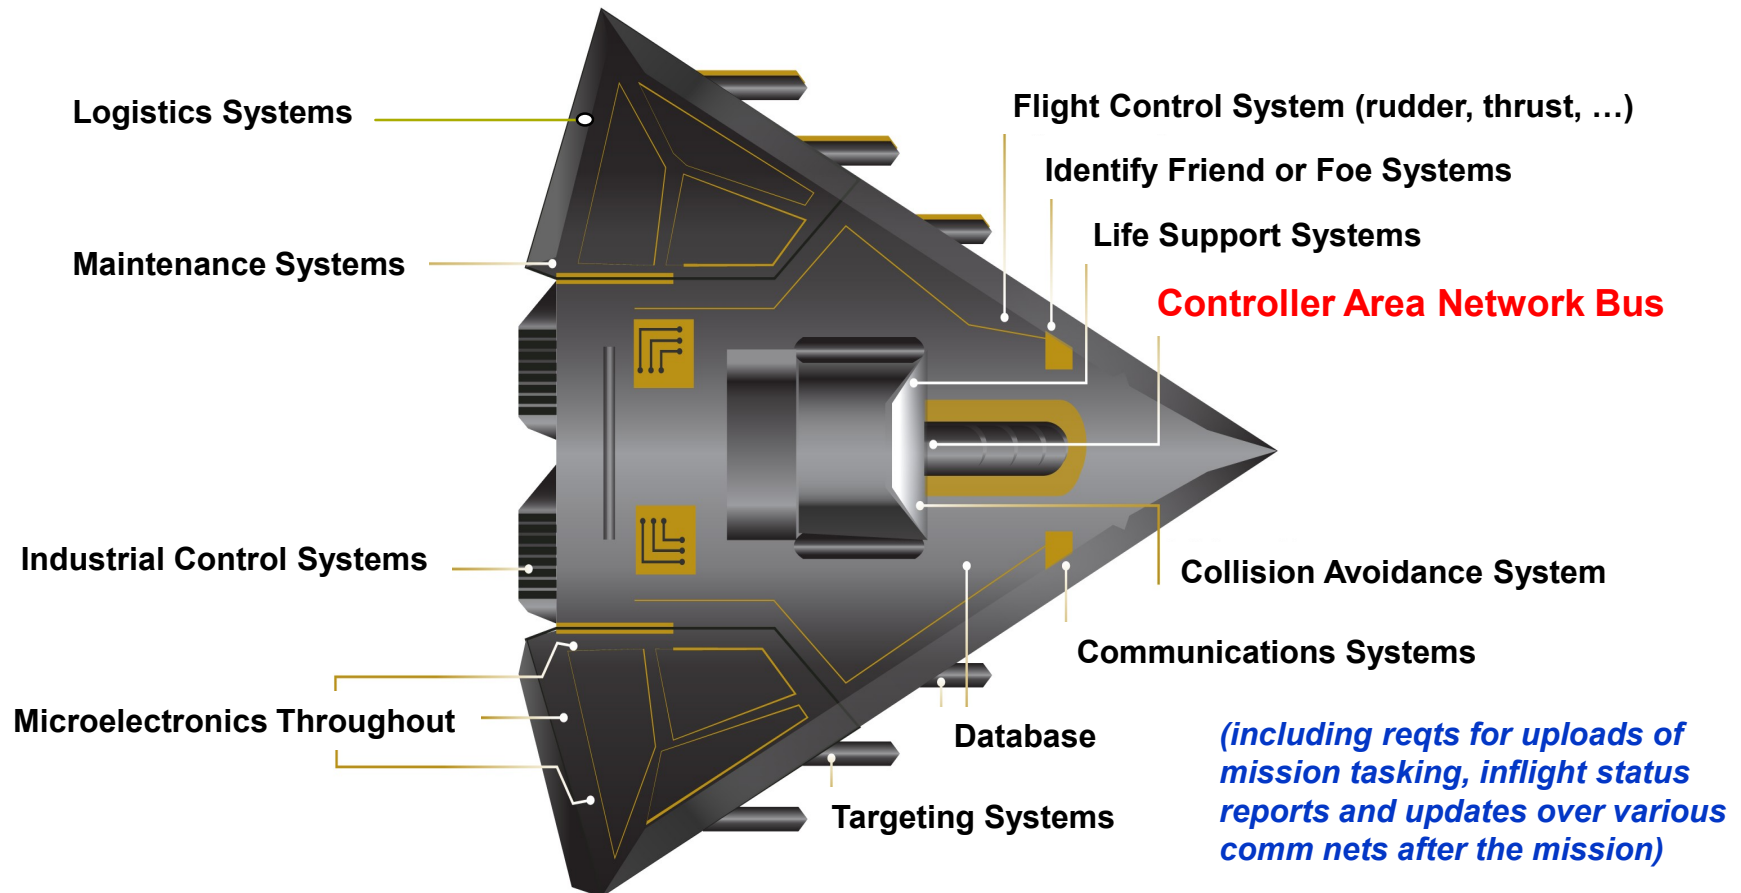 Logistics Systems
Maintenance Systems
Industrial Control Systems
Microelectronics Throughout
Flight Control System (rudder, thrust, …)
Identify Friend or Foe Systems
Life Support Systems
Controller Area Network Bus
Collision Avoidance System
Communications Systems
Database
Targeting Systems
(including reqts for uploads of
mission tasking, inflight status
reports and updates over various
comm nets after the mission)